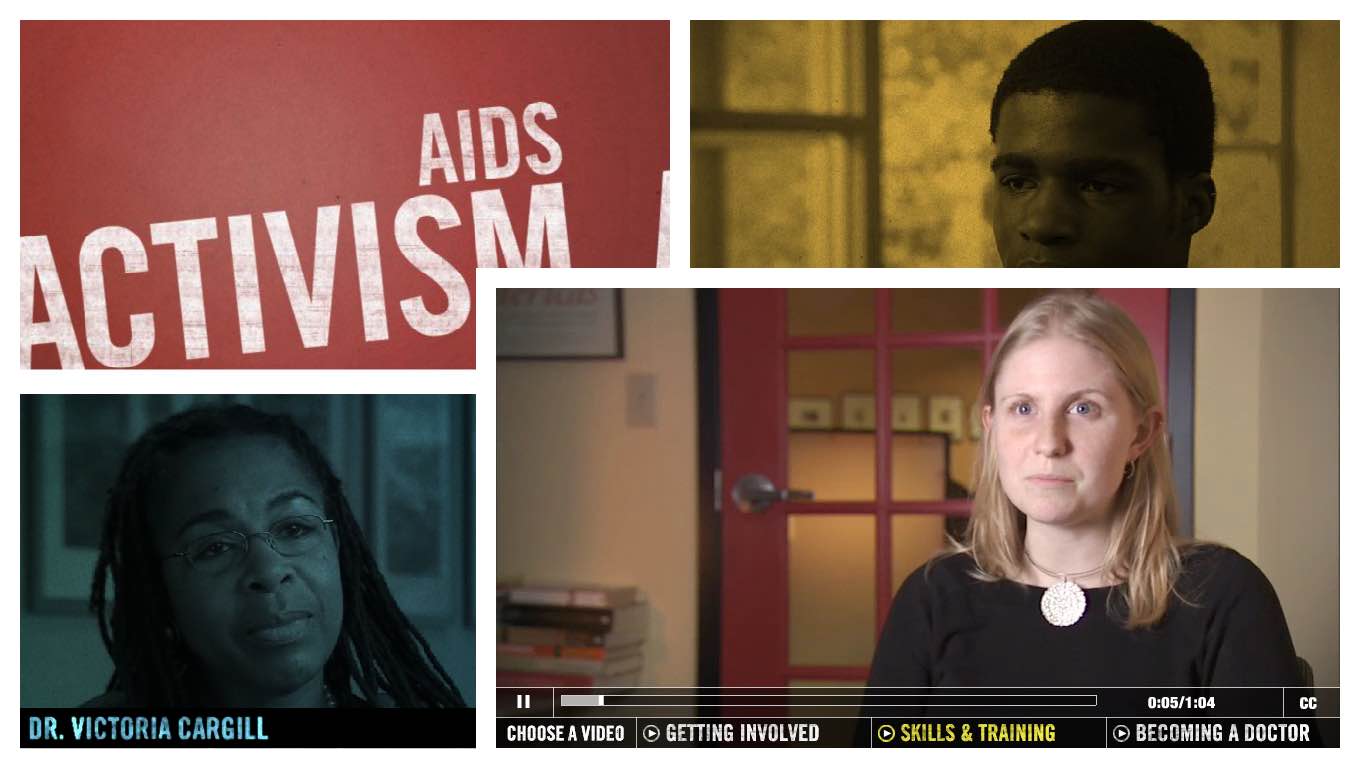 AIDS
ACTIVISM
DR. VICTORIA CARGILL
0:05/1:04
CC
CHOOSE A VIDEO
GETTING INVOLVED
SKILLS & TRAINING
BECOMING A DOCTOR